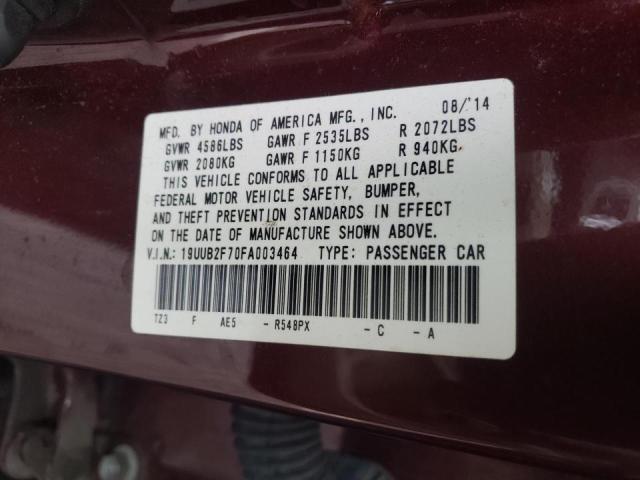 MFD. BY HONDA OF AMERICA MFG., INC. 08/'14
GVWR 4586LBS GAWR F 2535LBS R 2072LBS
GVWR 2080KG GAWR F 1150KG R 940KG
THIS VEHICLE CONFORMS TO ALL APPLICABLE
FEDERAL MOTOR VEHICLE SAFETY, BUMPER,
AND THEFT PREVENTION STANDARDS IN EFFECT
ON THE DATE OF MANUFACTURE SHOWN ABOVE.
V.I.N: 19UUB2F70FA003464 TYPE: PASSENGER CAR
TZ3 F AE5 - R548PX - C - A